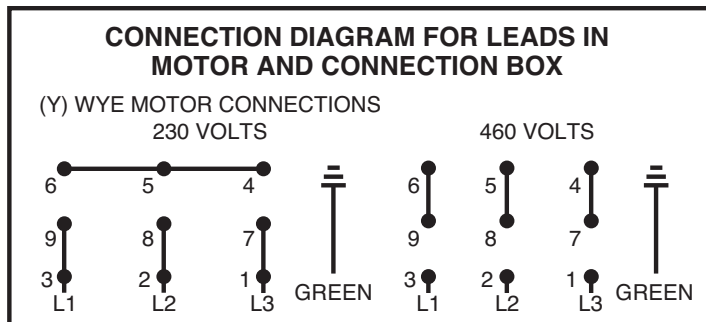 CONNECTION DIAGRAM FOR LEADS IN
MOTOR AND CONNECTION BOX
(Y) WYE MOTOR CONNECTIONS
230 VOLTS 460 VOLTS
6 5 4 6 5 4
9 8 7 9 8 7
3 2 1 GREEN 3 2 1 GREEN
L1 L2 L3 L1 L2 L3